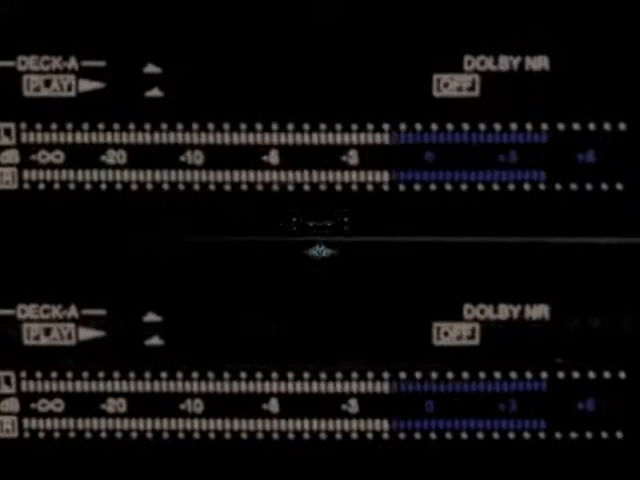 DECK-A DOLBY NR
PLAY OFF
L
dB -∞ -20 -10 -6 -3 0 +3 +6
R
DECK-A DOLBY NR
PLAY OFF
L
dB -∞ -20 -10 -6 -3 0 +3 +6
R